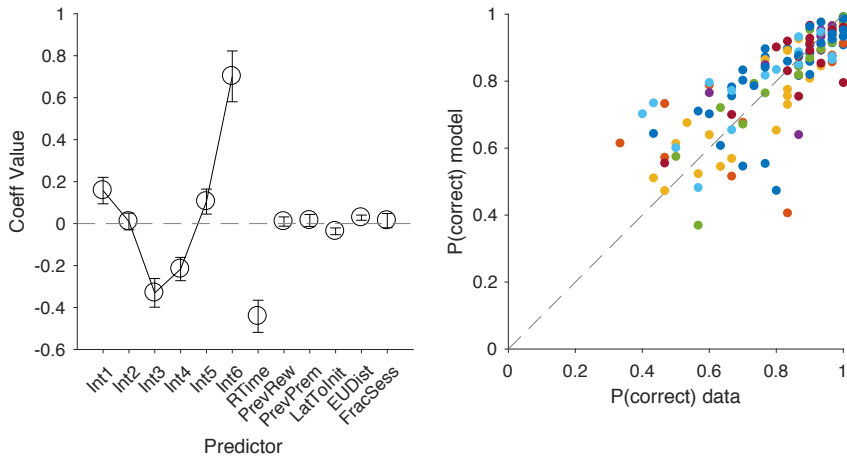 1
0.8
0.6
0.4
0.2
0
-0.2
-0.4
-0.6
Coeff Value
Int1
Int2
Int3
Int4
Int5
Int6
RTime
PrevRew
PrevPrem
LatToInit
EUDist
FracSess
Predictor
1
0.8
0.6
0.4
0.2
0
P(correct) model
0 0.2 0.4 0.6 0.8 1
P(correct) data